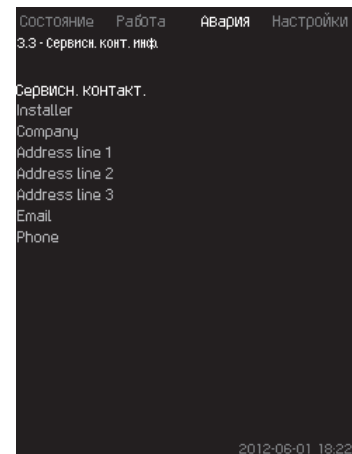 Состояние Работа Авария Настройки
3.3 - Сервисн. конт. инф.
Сервисн. контакт.
Installer
Company
Address line 1
Address line 2
Address line 3
Email
Phone
2012-06-01 18:22